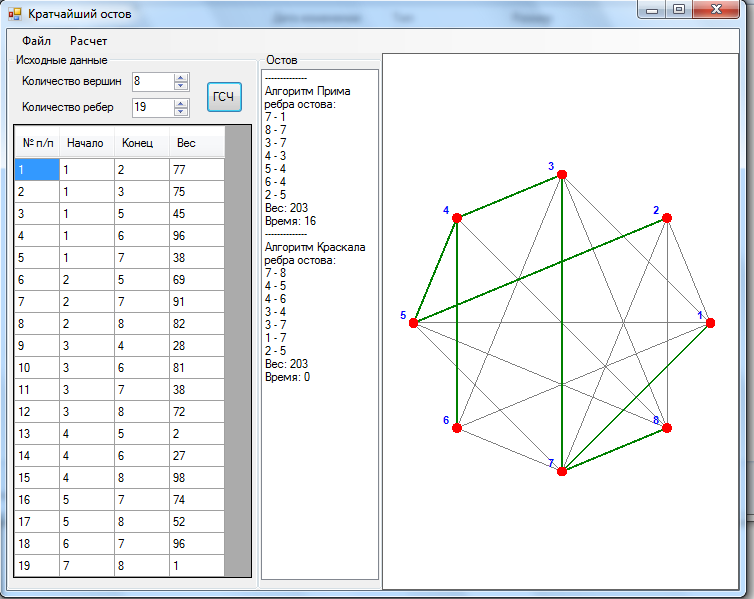 Кратчайший остов
Файл Расчет
Исходные данные
Количество вершин 8
Количество ребер 19
ГСЧ
№ п/п Начало Конец Вес
1 1 2 77
2 1 3 75
3 1 5 45
4 1 6 96
5 1 7 38
6 2 5 69
7 2 7 91
8 2 8 82
9 3 4 28
10 3 6 81
11 3 7 38
12 3 8 72
13 4 5 2
14 4 6 27
15 4 8 98
16 5 7 74
17 5 8 52
18 6 7 96
19 7 8 1
Остов
--------------
Алгоритм Прима
ребра остова:
7 - 1
8 - 7
3 - 7
4 - 3
5 - 4
6 - 4
2 - 5
Вес: 203
Время: 16
--------------
Алгоритм Краскала
ребра остова:
7 - 8
4 - 5
4 - 6
3 - 4
3 - 7
1 - 7
2 - 5
Вес: 203
Время: 0
3
4
2
5
1
6
8
7